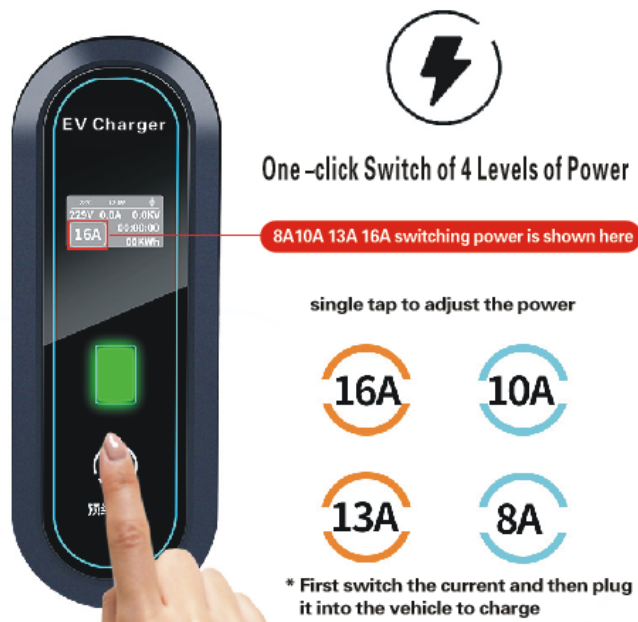 EV Charger
229V 0.0A 0.0KV
16A
00:00:00
00KWh
One –click Switch of 4 Levels of Power
8A10A 13A 16A switching power is shown here
single tap to adjust the power
16A
10A
13A
8A
* First switch the current and then plug
it into the vehicle to charge